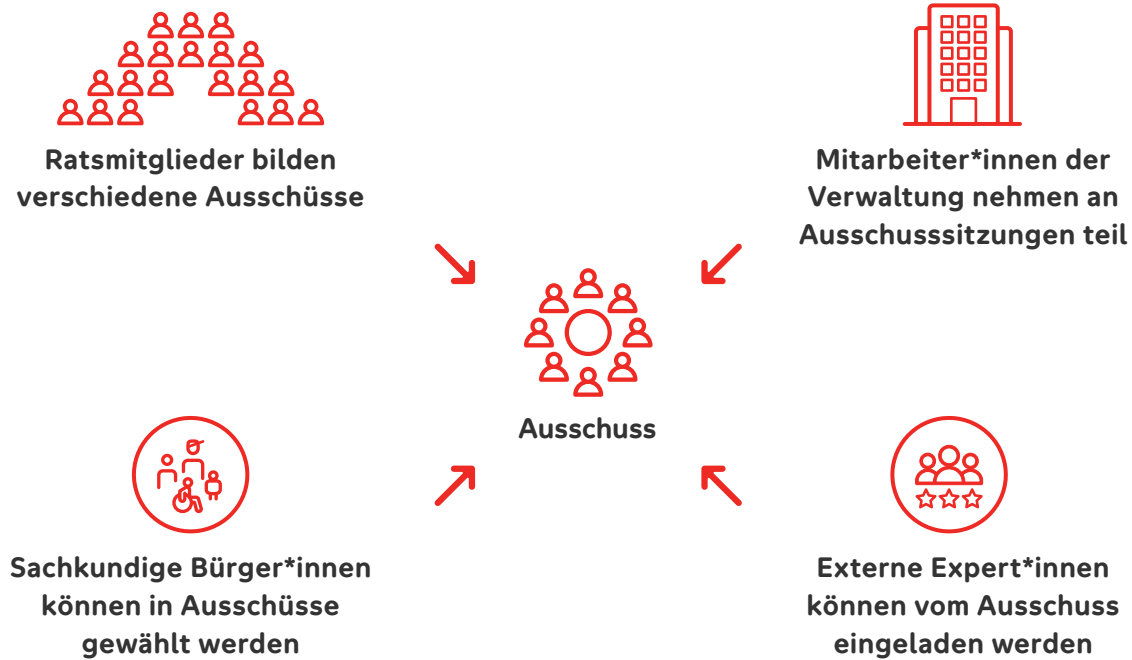 Ratsmitglieder bilden
verschiedene Ausschüsse
Mitarbeiter*innen der
Verwaltung nehmen an
Ausschusssitzungen teil
Ausschuss
Sachkundige Bürger*innen
können in Ausschüsse
gewählt werden
Externe Expert*innen
können vom Ausschuss
eingeladen werden